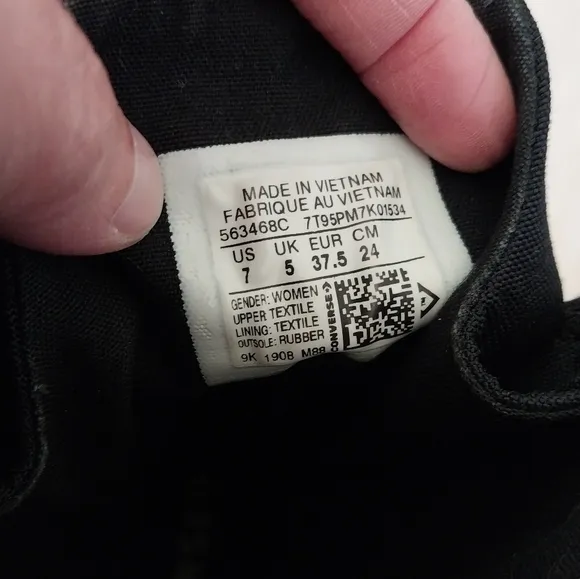 MADE IN VIETNAM
FABRIQUE AU VIETNAM
563468C 7T95PM7K01534
US UK EUR CM
7 5 37.5 24
GENDER: WOMEN
UPPER TEXTILE
LINING: TEXTILE
OUTSOLE: RUBBER
CONVERSE
9K 1908 M88